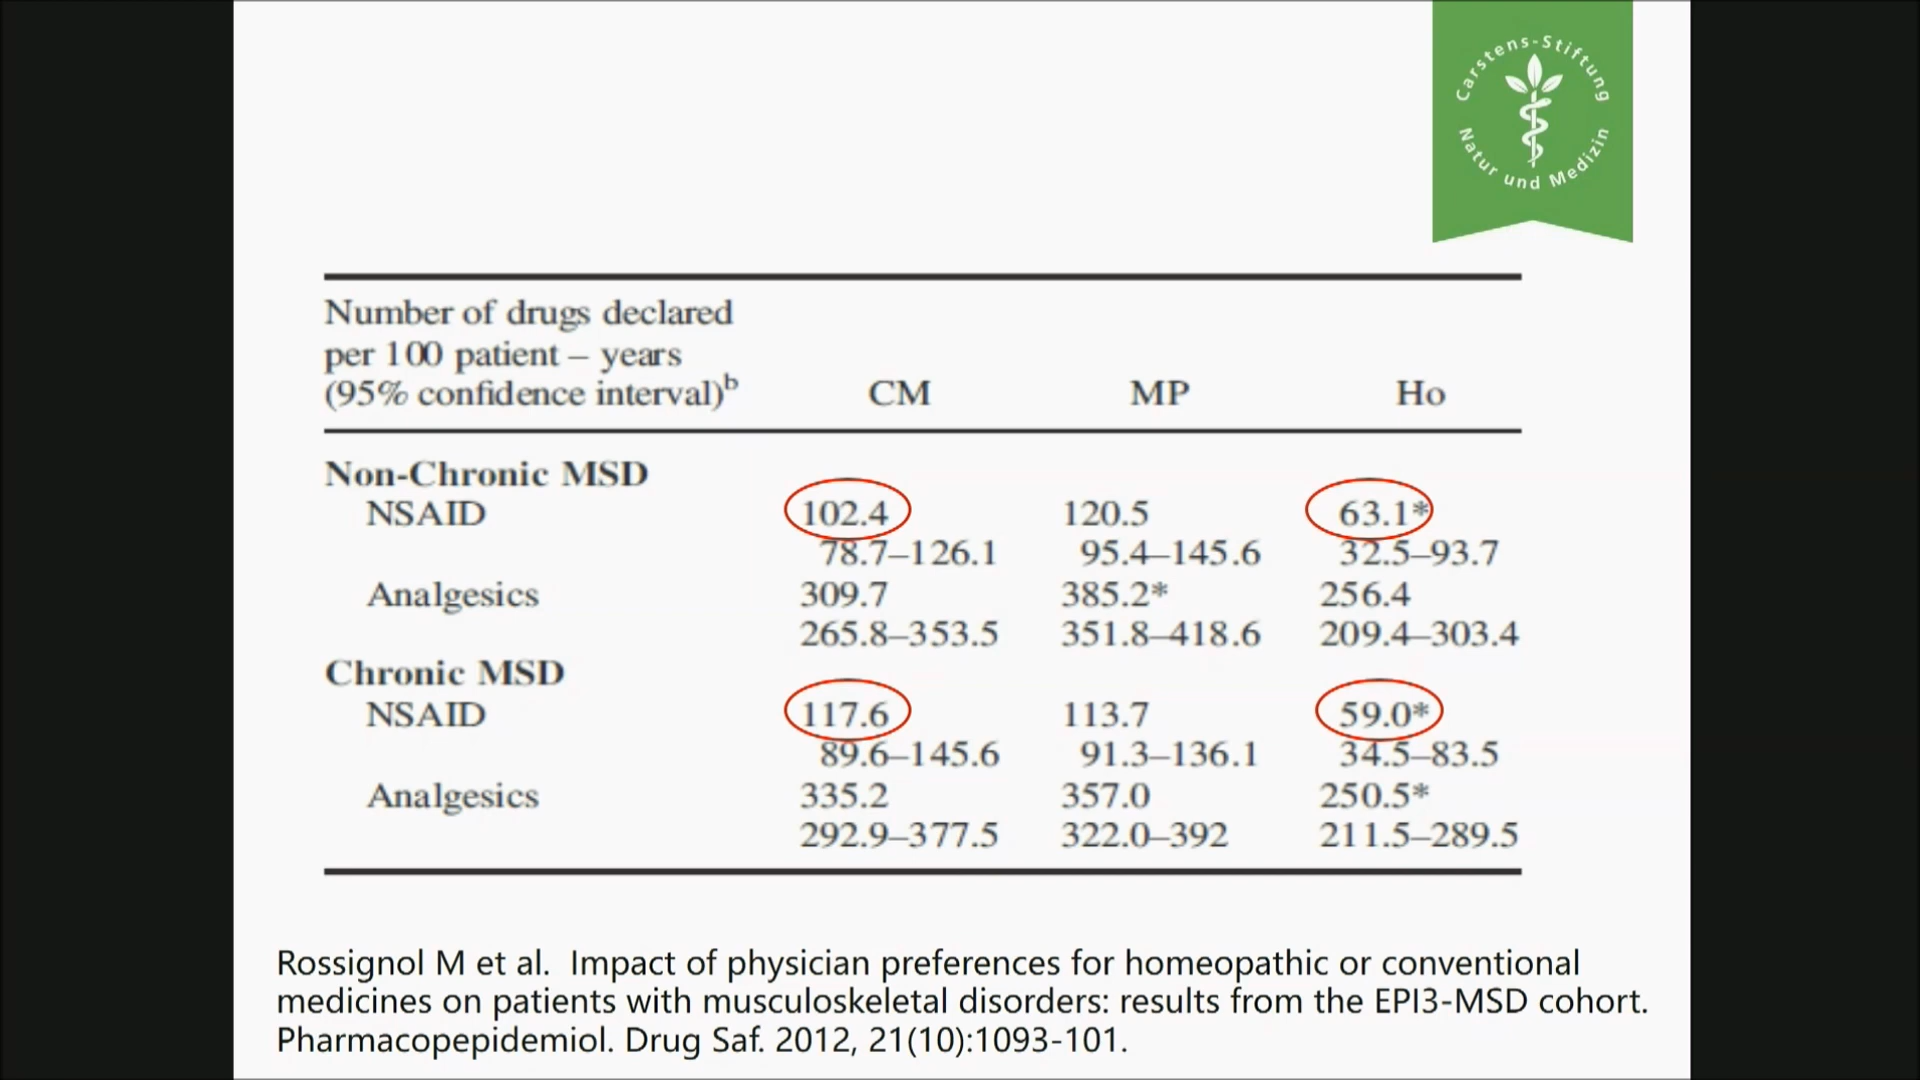 Carstens-Stiftung
Natur und Medizin
Number of drugs declared
per 100 patient – years
(95% confidence interval)b CM MP Ho
Non-Chronic MSD
NSAID 102.4 120.5 63.1*
78.7–126.1 95.4–145.6 32.5–93.7
Analgesics 309.7 385.2* 256.4
265.8–353.5 351.8–418.6 209.4–303.4
Chronic MSD
NSAID 117.6 113.7 59.0*
89.6–145.6 91.3–136.1 34.5–83.5
Analgesics 335.2 357.0 250.5*
292.9–377.5 322.0–392 211.5–289.5
Rossignol M et al. Impact of physician preferences for homeopathic or conventional
medicines on patients with musculoskeletal disorders: results from the EPI3-MSD cohort.
Pharmacopepidemiol. Drug Saf. 2012, 21(10):1093-101.